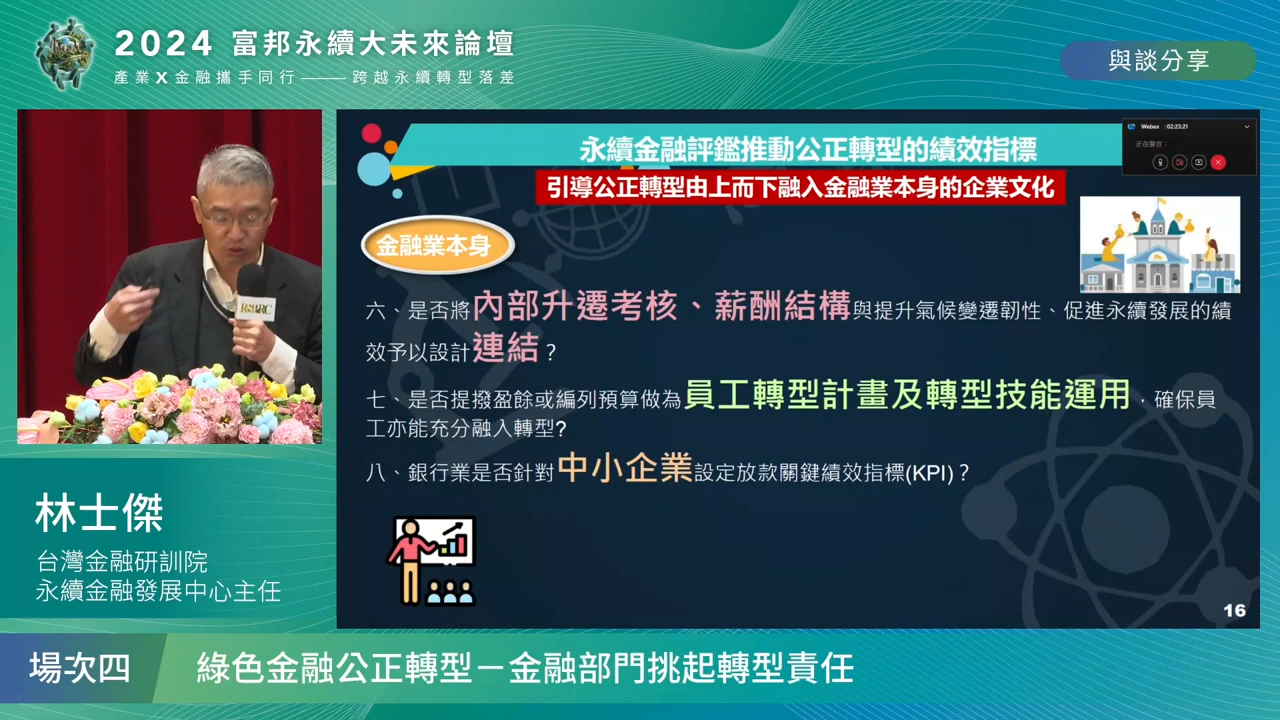 2024 富邦永續大未來論壇
產業X金融攜手同行——跨越永續轉型落差
與談分享
永續金融評鑑推動公正轉型的績效指標
引導公正轉型由上而下融入金融業本身的企業文化
Webex 02:23:21
正在聲音:
金融業本身
六、是否將內部升遷考核、薪酬結構與提升氣候變遷韌性、促進永續發展的績
效予以設計連結？
七、是否提撥盈餘或編列預算做為員工轉型計畫及轉型技能運用，確保員
工亦能充分融入轉型?
八、銀行業是否針對中小企業設定放款關鍵績效指標(KPI)？
16
林士傑
台灣金融研訓院
永續金融發展中心主任
場次四
綠色金融公正轉型－金融部門挑起轉型責任